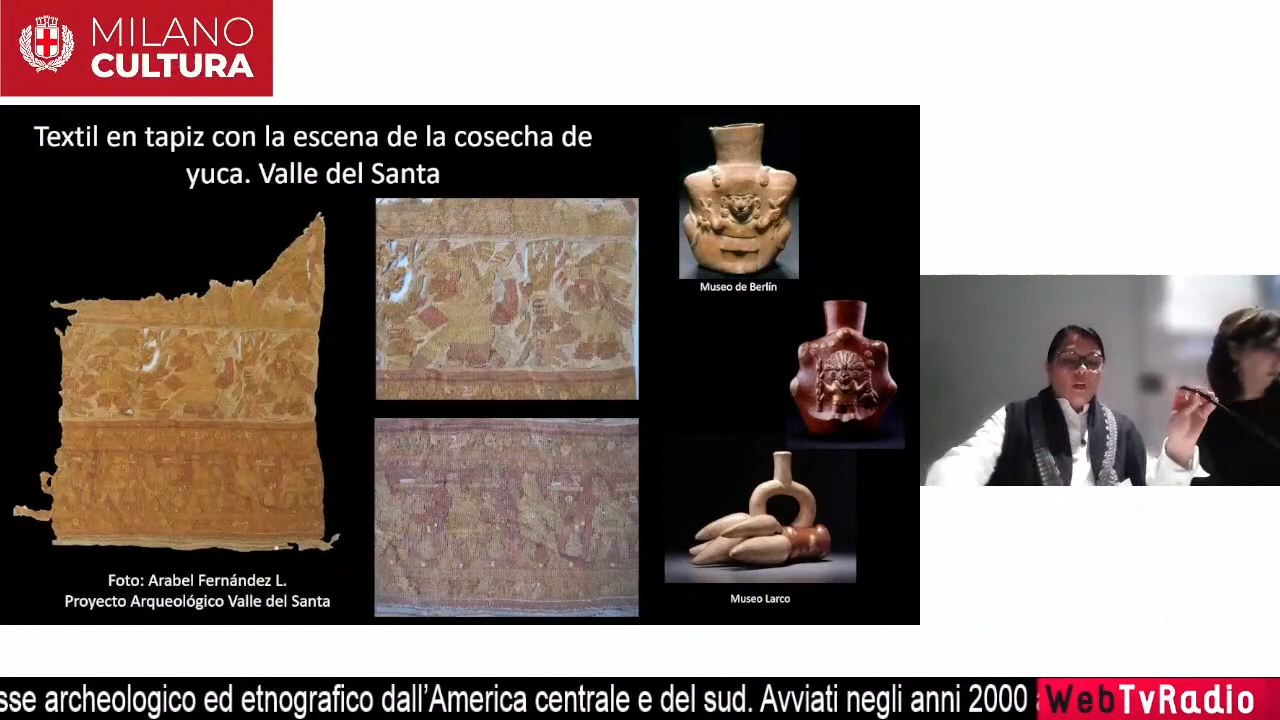 MILANO
CULTURA
Textil en tapiz con la escena de la cosecha de
yuca. Valle del Santa
Museo de Berlín
Foto: Arabel Fernández L.
Proyecto Arqueológico Valle del Santa
Museo Larco
sse archeologico ed etnografico dall’America centrale e del sud. Avviati negli anni 2000
WebTvRadio